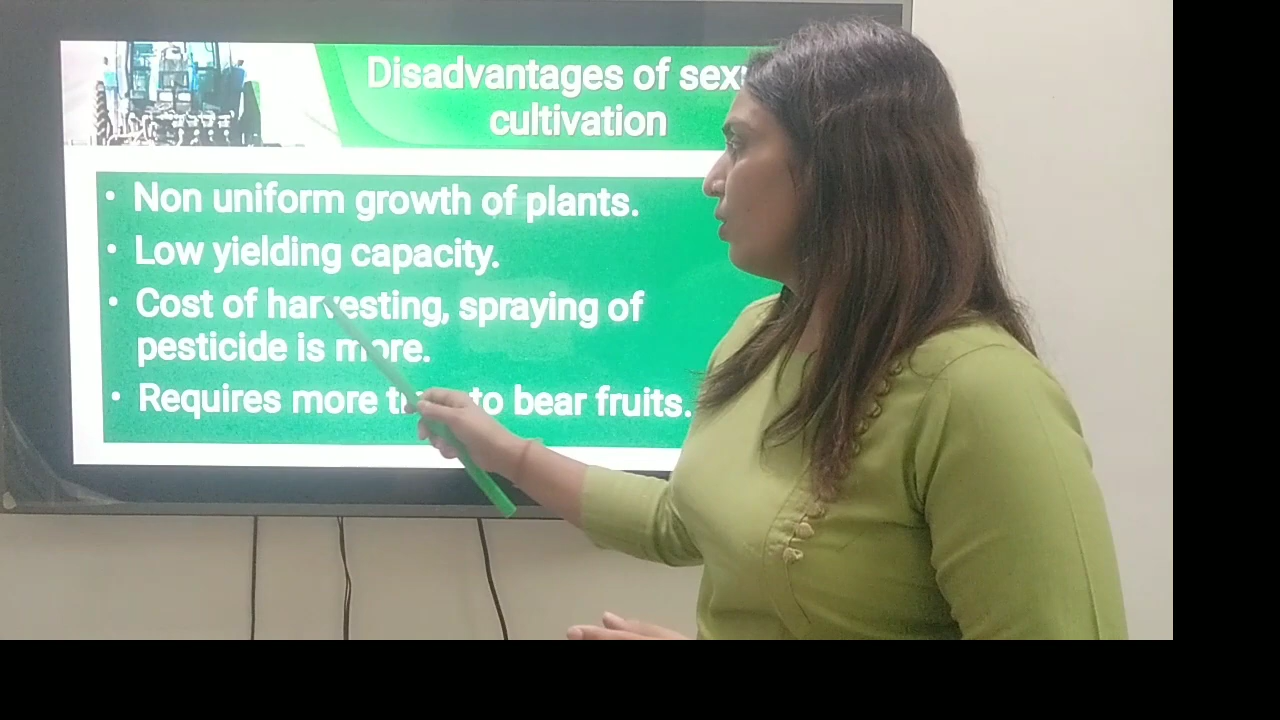 Disadvantages of
cultivation
• Non uniform growth of plants.
• Low yielding capacity.
• Cost of harvesting, spraying of
pesticide is more.
• Requires more to bear fruits.